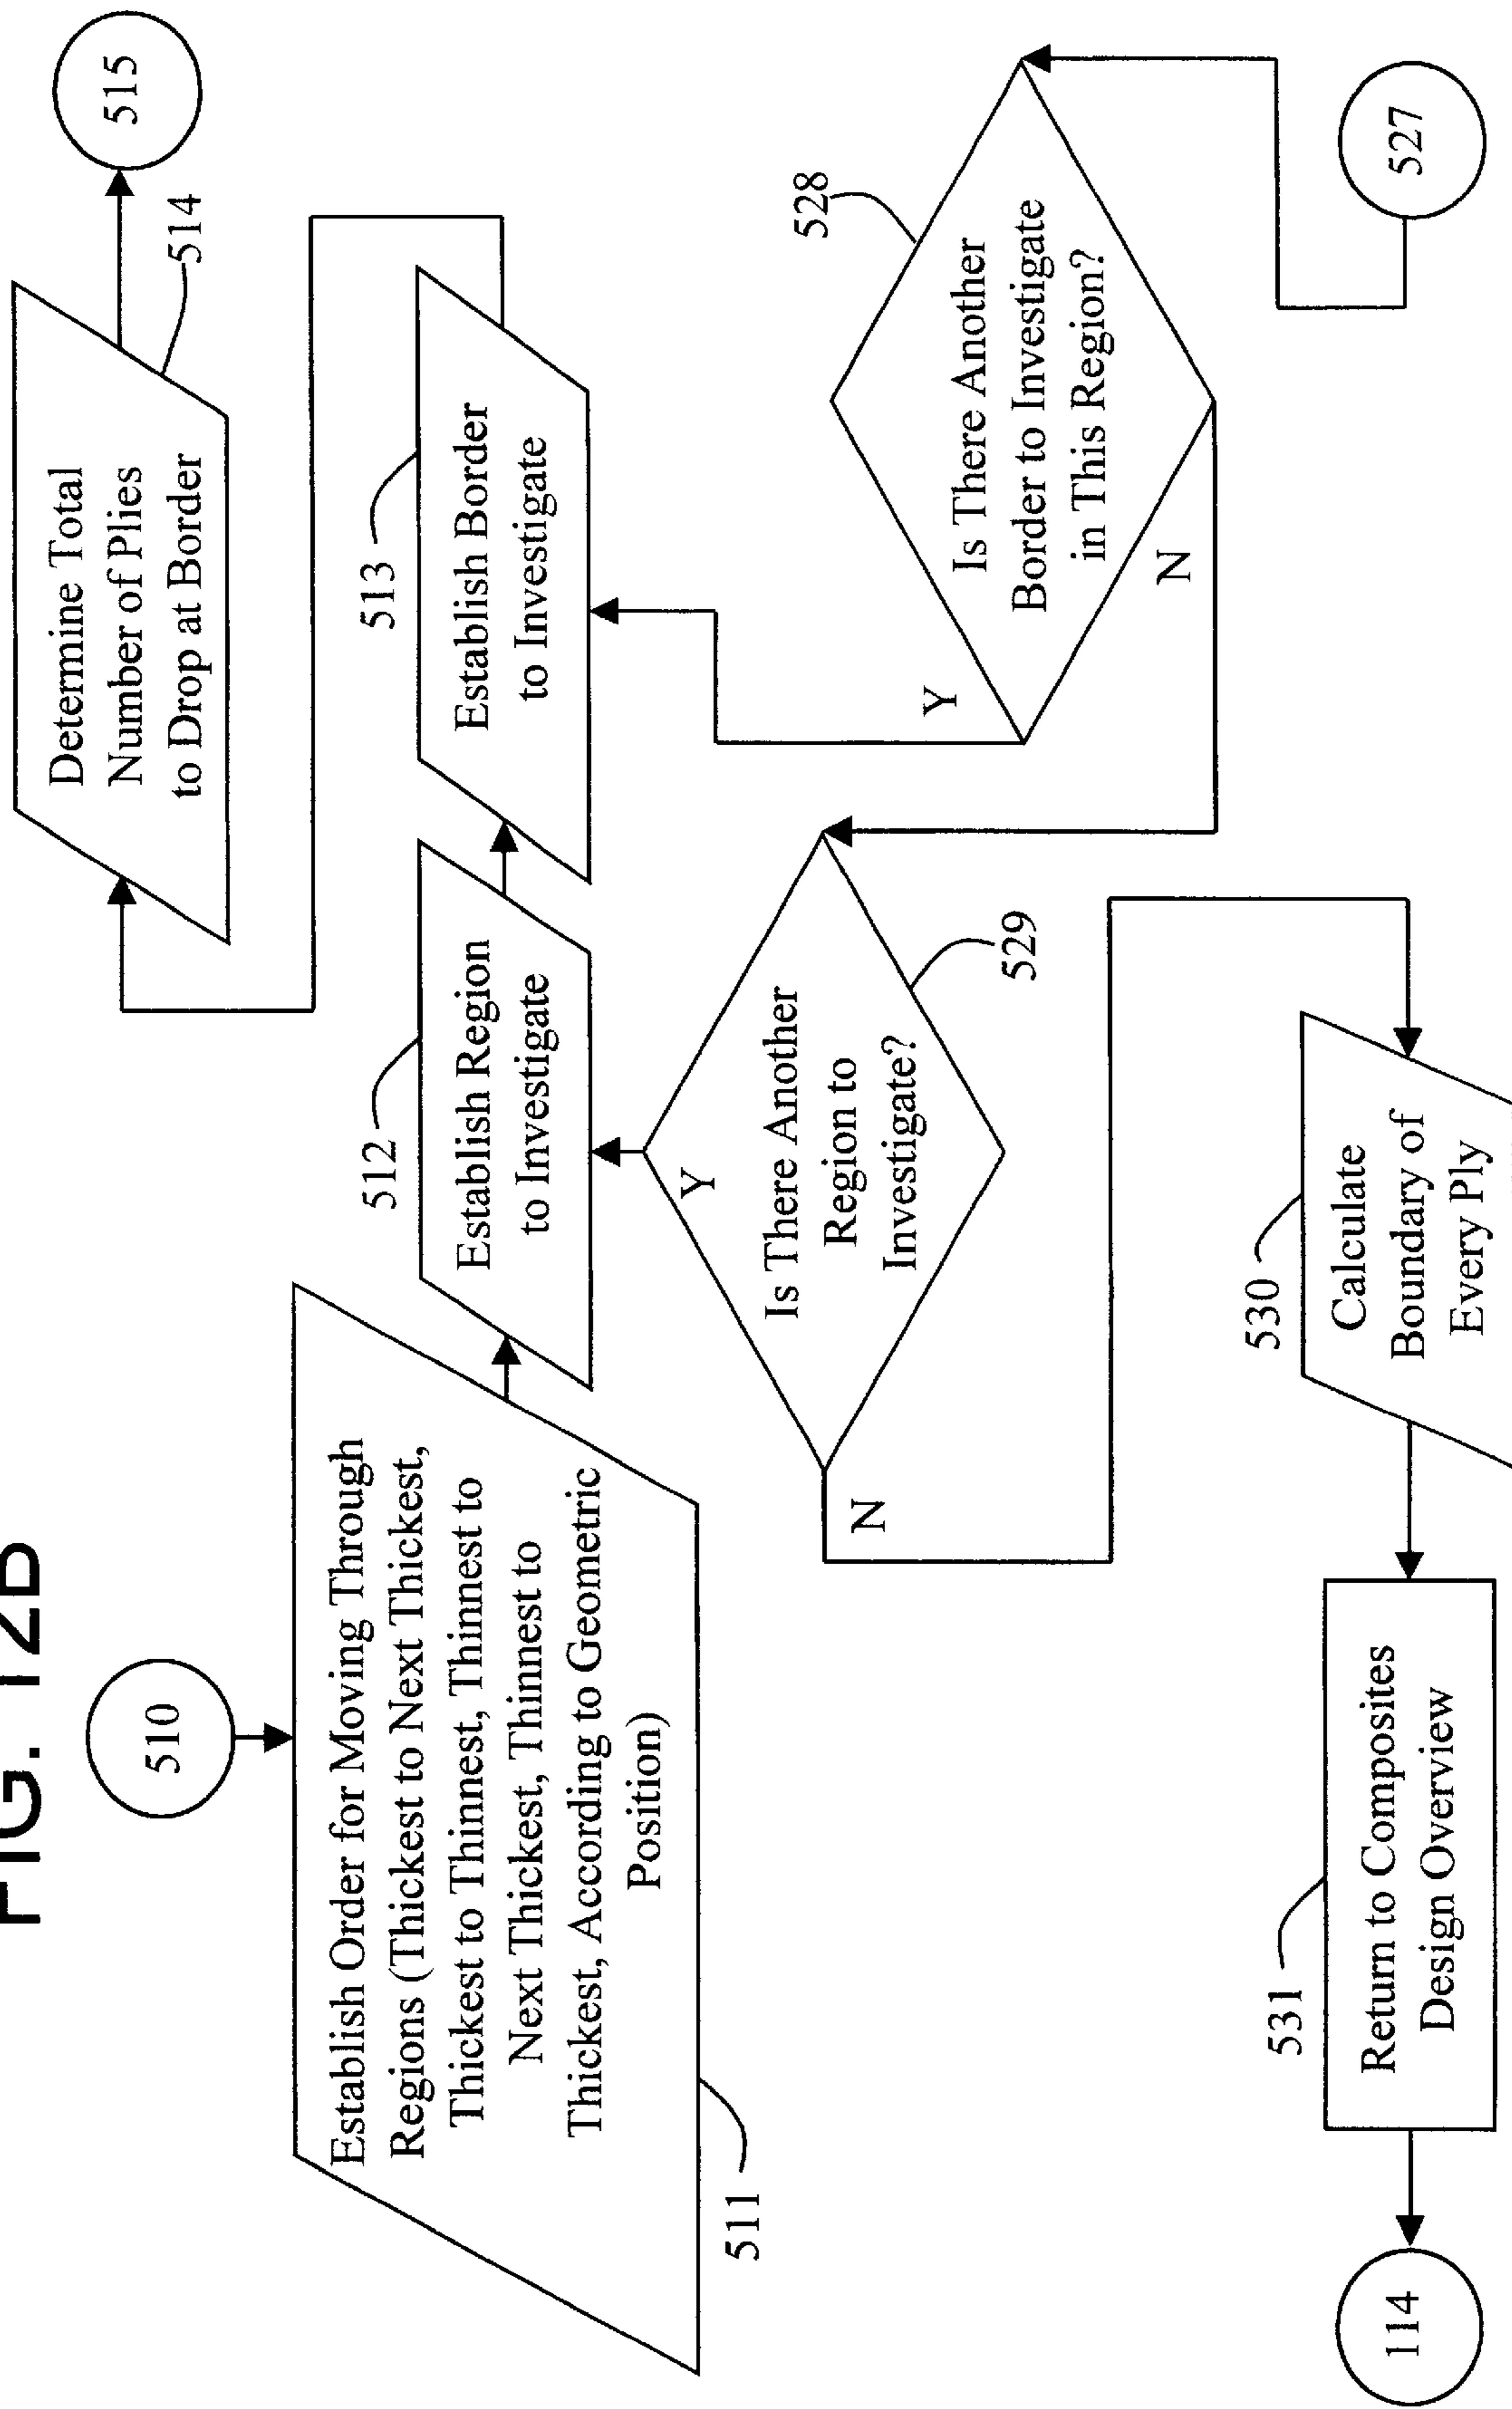 FIG. 12B
510
Establish Order for Moving Through
Regions (Thickest to Next Thickest,
Thickest to Thinnest, Thinnest to
Next Thickest, Thinnest to
Thickest, According to Geometric
Position)
511
512
Establish Region
to Investigate
513
Establish Border
to Investigate
Determine Total
Number of Plies
to Drop at Border
514
515
528
Is There Another
Border to Investigate
in This Region?
Y
N
527
Is There Another
Region to
Investigate?
Y
N
529
530
Calculate
Boundary of
Every Ply
531
Return to Composites
Design Overview
114